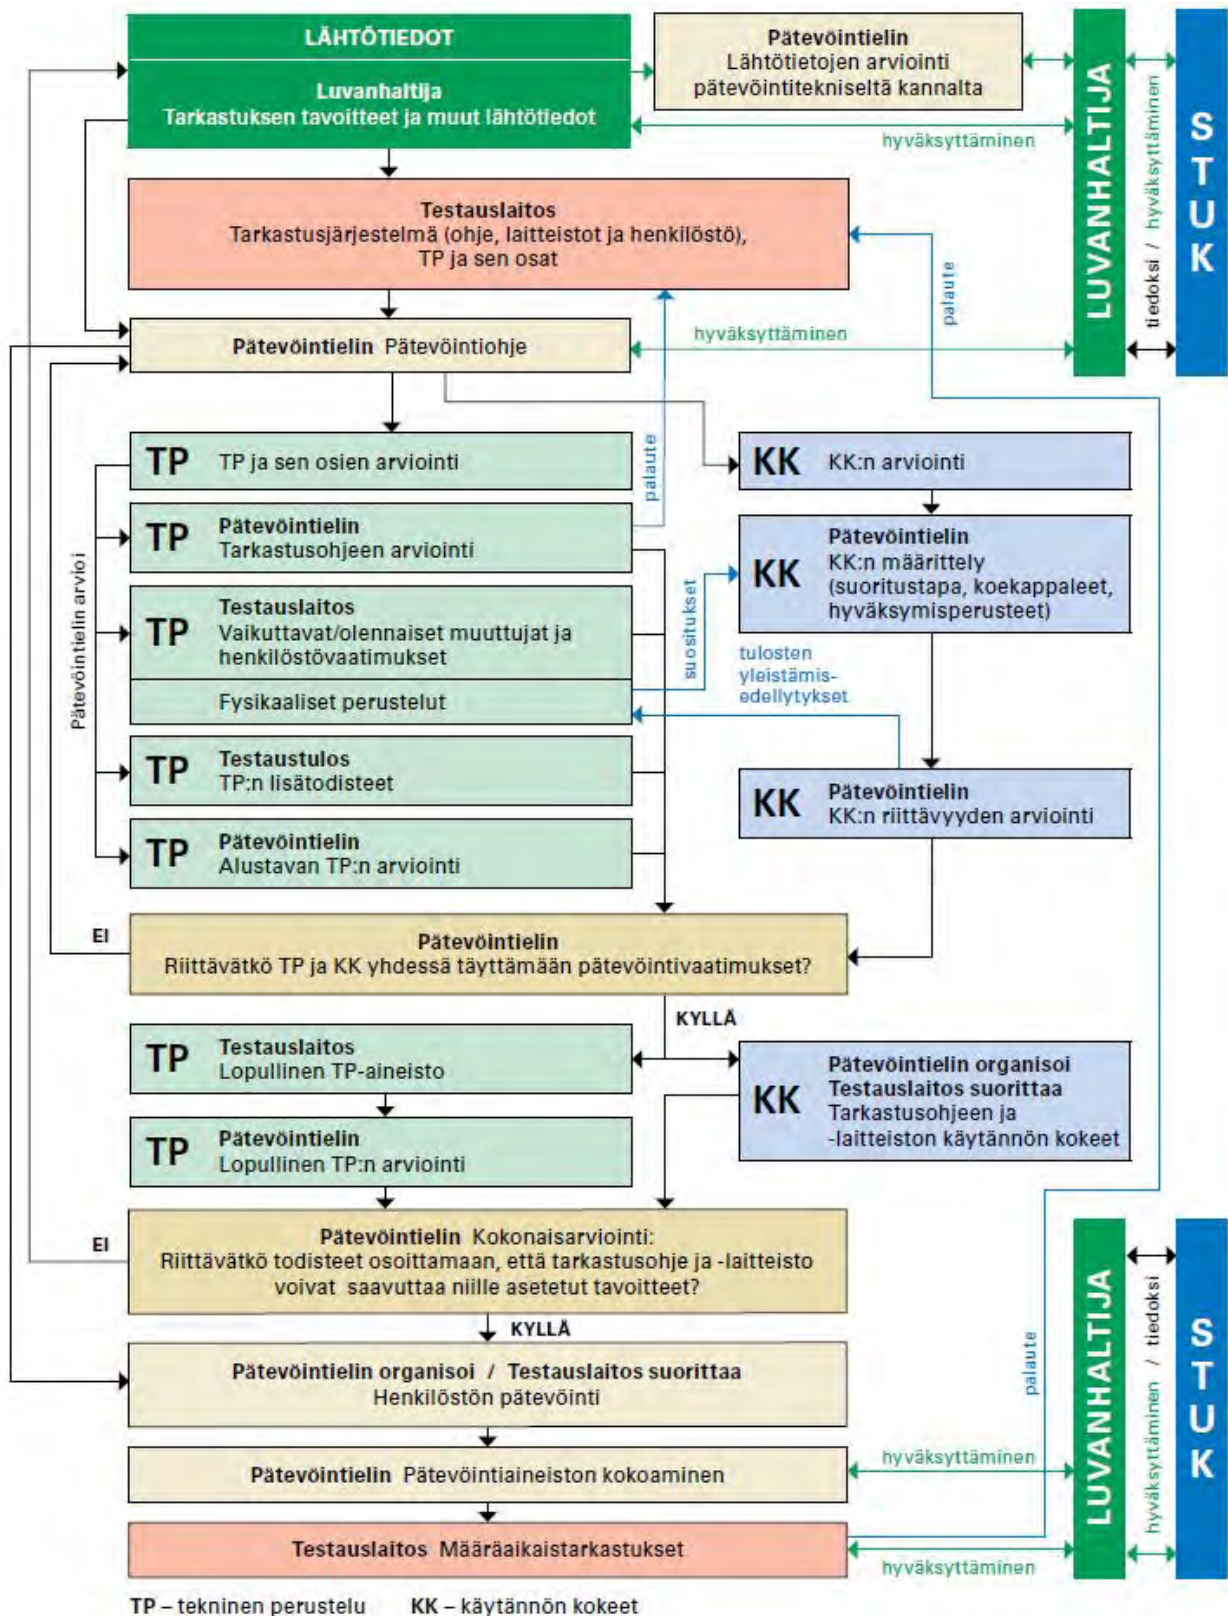 LÄHTÖTIEDOT
Luvanhaltija
Tarkastuksen tavoitteet ja muut lähtötiedot
Pätevöintielin
Lähtötietojen arviointi
pätevöintitekniseltä kannalta
hyväksyttäminen
LUVANHALTIJA
tiedoksi / hyväksyttäminen
STUK
Testauslaitos
Tarkastusjärjestelmä (ohje, laitteistot ja henkilöstö),
TP ja sen osat
palaute
Pätevöintielin Pätevöintiohje
hyväksyttäminen
TP TP ja sen osien arviointi
palaute
KK KK:n arviointi
Pätevöintielin arvioi
TP Pätevöintielin
Tarkastusohjeen arviointi
KK Pätevöintielin
KK:n määrittely
(suoritustapa, koekappaleet,
hyväksymisperusteet)
TP Testauslaitos
Vaikuttavat/olennaiset muuttujat ja
henkilöstövaatimukset
Fysikaaliset perustelut
suositukset
tulosten
yleistämis-
edellytykset
TP Testaustulos
TP:n lisätodisteet
KK Pätevöintielin
KK:n riittävyyden arviointi
TP Pätevöintielin
Alustavan TP:n arviointi
EI
Pätevöintielin
Riittävätkö TP ja KK yhdessä täyttämään pätevöintivaatimukset?
KYLLÄ
TP Testauslaitos
Lopullinen TP-aineisto
KK Pätevöintielin organisoi
Testauslaitos suorittaa
Tarkastusohjeen ja
-laitteiston käytännön kokeet
TP Pätevöintielin
Lopullinen TP:n arviointi
EI
Pätevöintielin Kokonaisarviointi:
Riittävätkö todisteet osoittamaan, että tarkastusohje ja -laitteisto
voivat saavuttaa niille asetetut tavoitteet?
KYLLÄ
Pätevöintielin organisoi / Testauslaitos suorittaa
Henkilöstön pätevöinti
palaute
LUVANHALTIJA
hyväksyttäminen / tiedoksi
STUK
Pätevöintielin Pätevöintiaineiston kokoaminen
hyväksyttäminen
Testauslaitos Määräaikaistarkastukset
hyväksyttäminen
TP – tekninen perustelu KK – käytännön kokeet